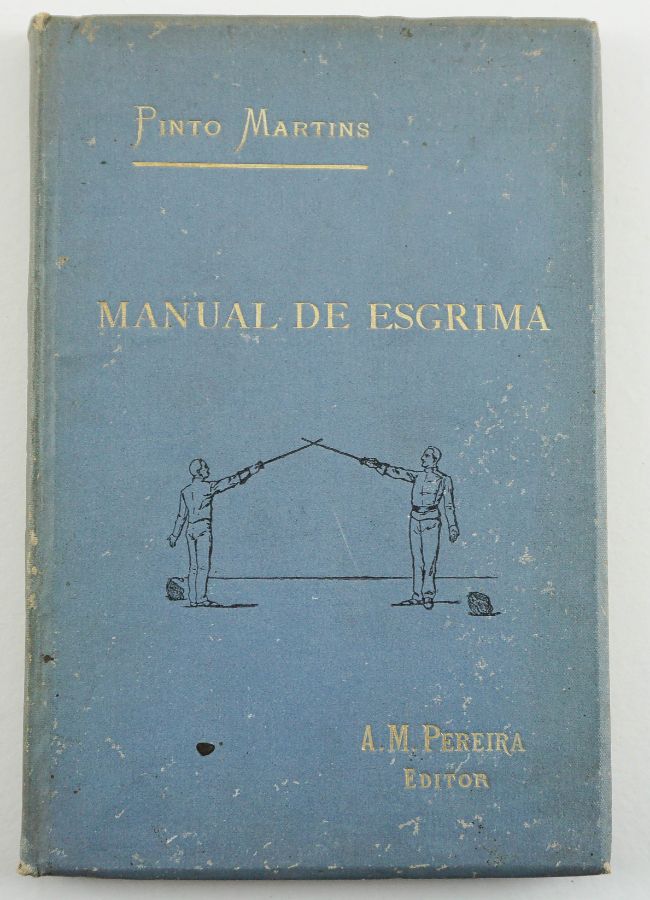 PINTO MARTINS
MANUAL DE ESGRIMA
A. M. PEREIRA
EDITOR